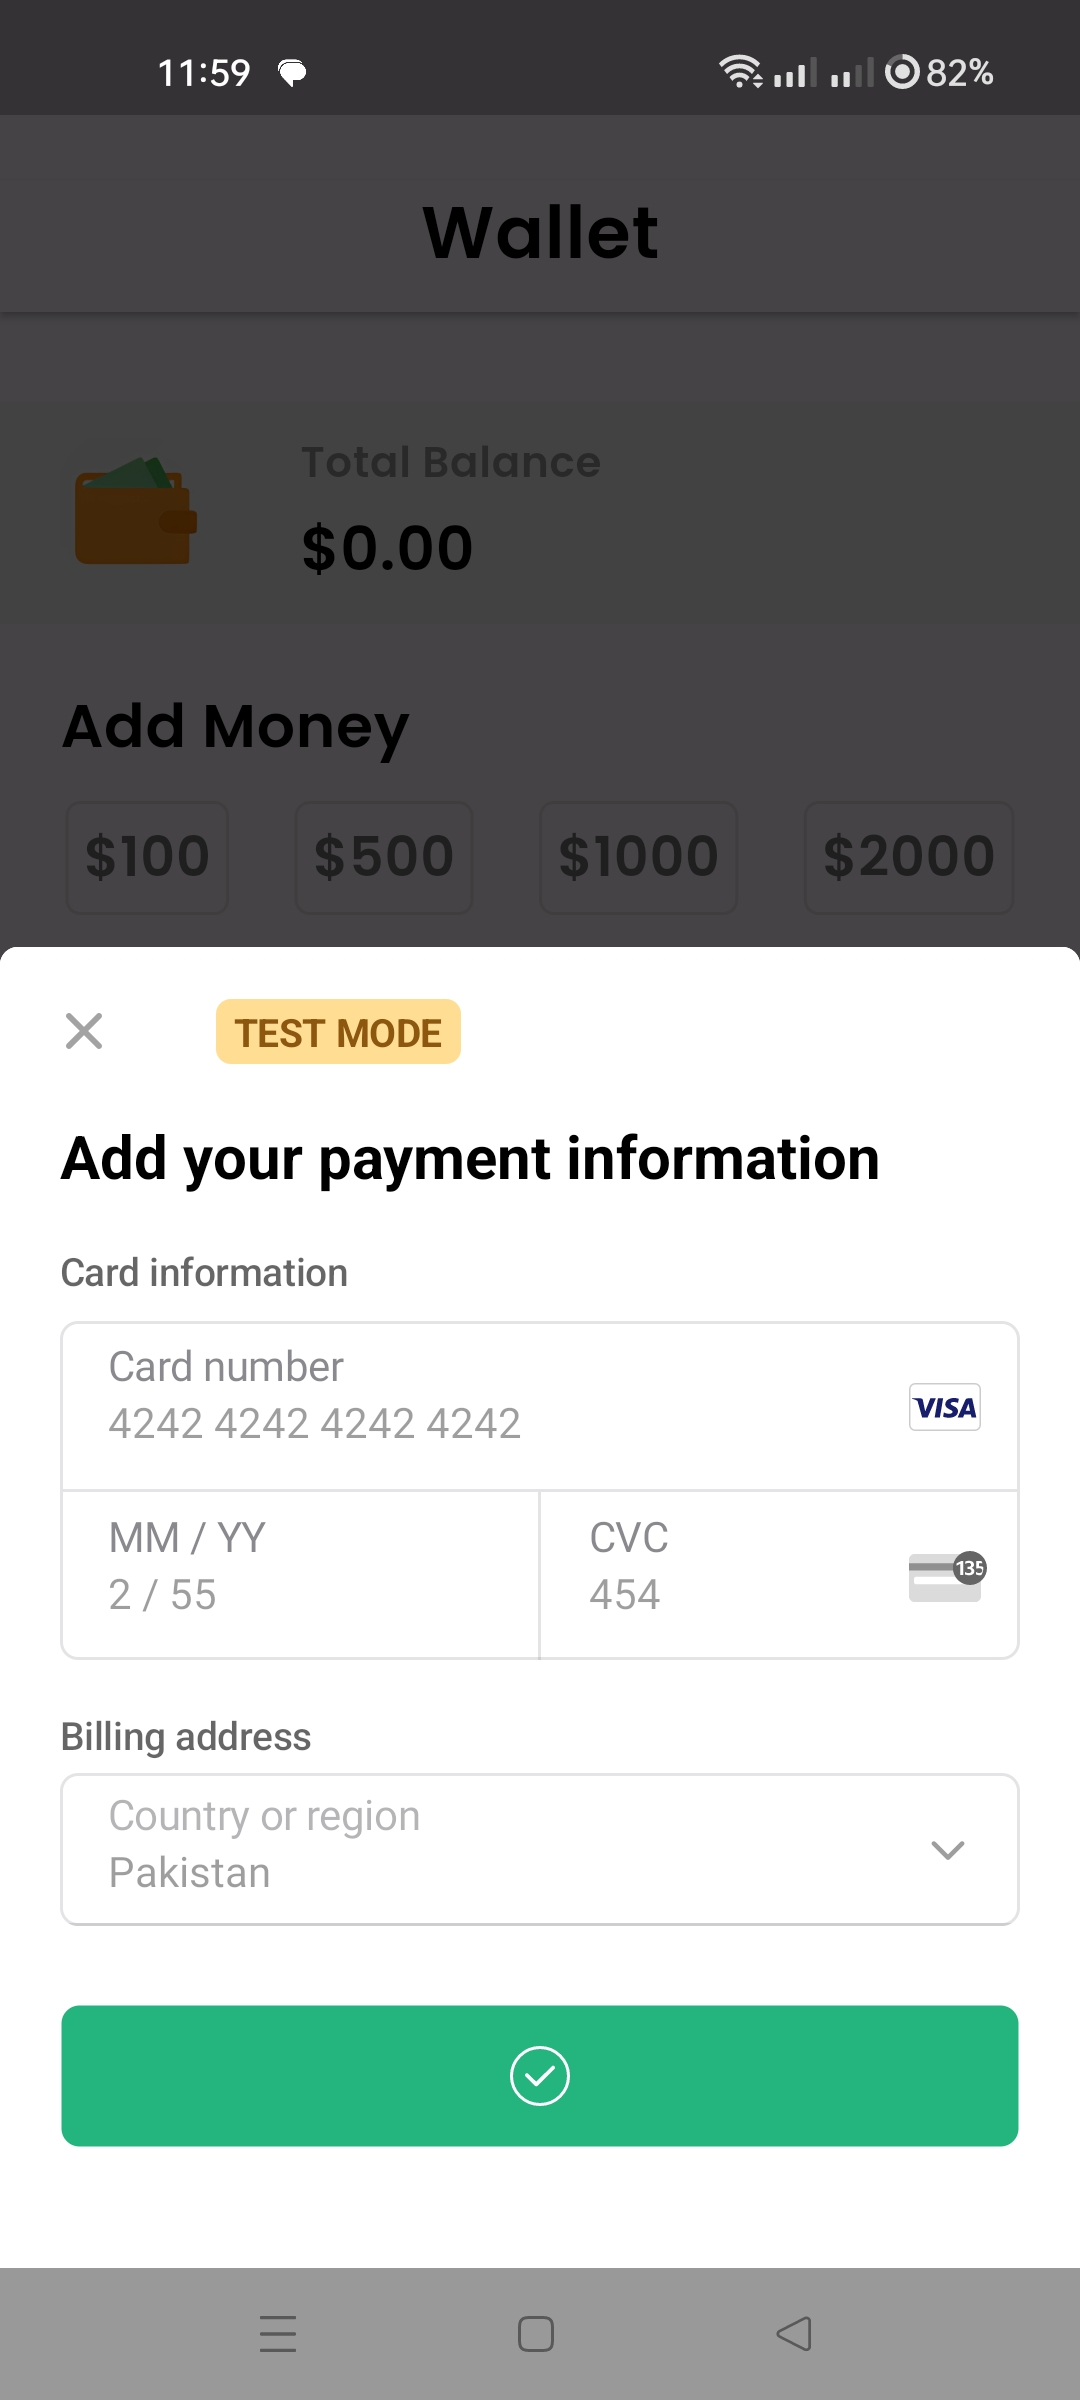 11:59
82%
Wallet
Total Balance
$0.00
Add Money
$100 $500 $1000 $2000
TEST MODE
Add your payment information
Card information
Card number
4242 4242 4242 4242
VISA
MM / YY
2 / 55
CVC
454
135
Billing address
Country or region
Pakistan